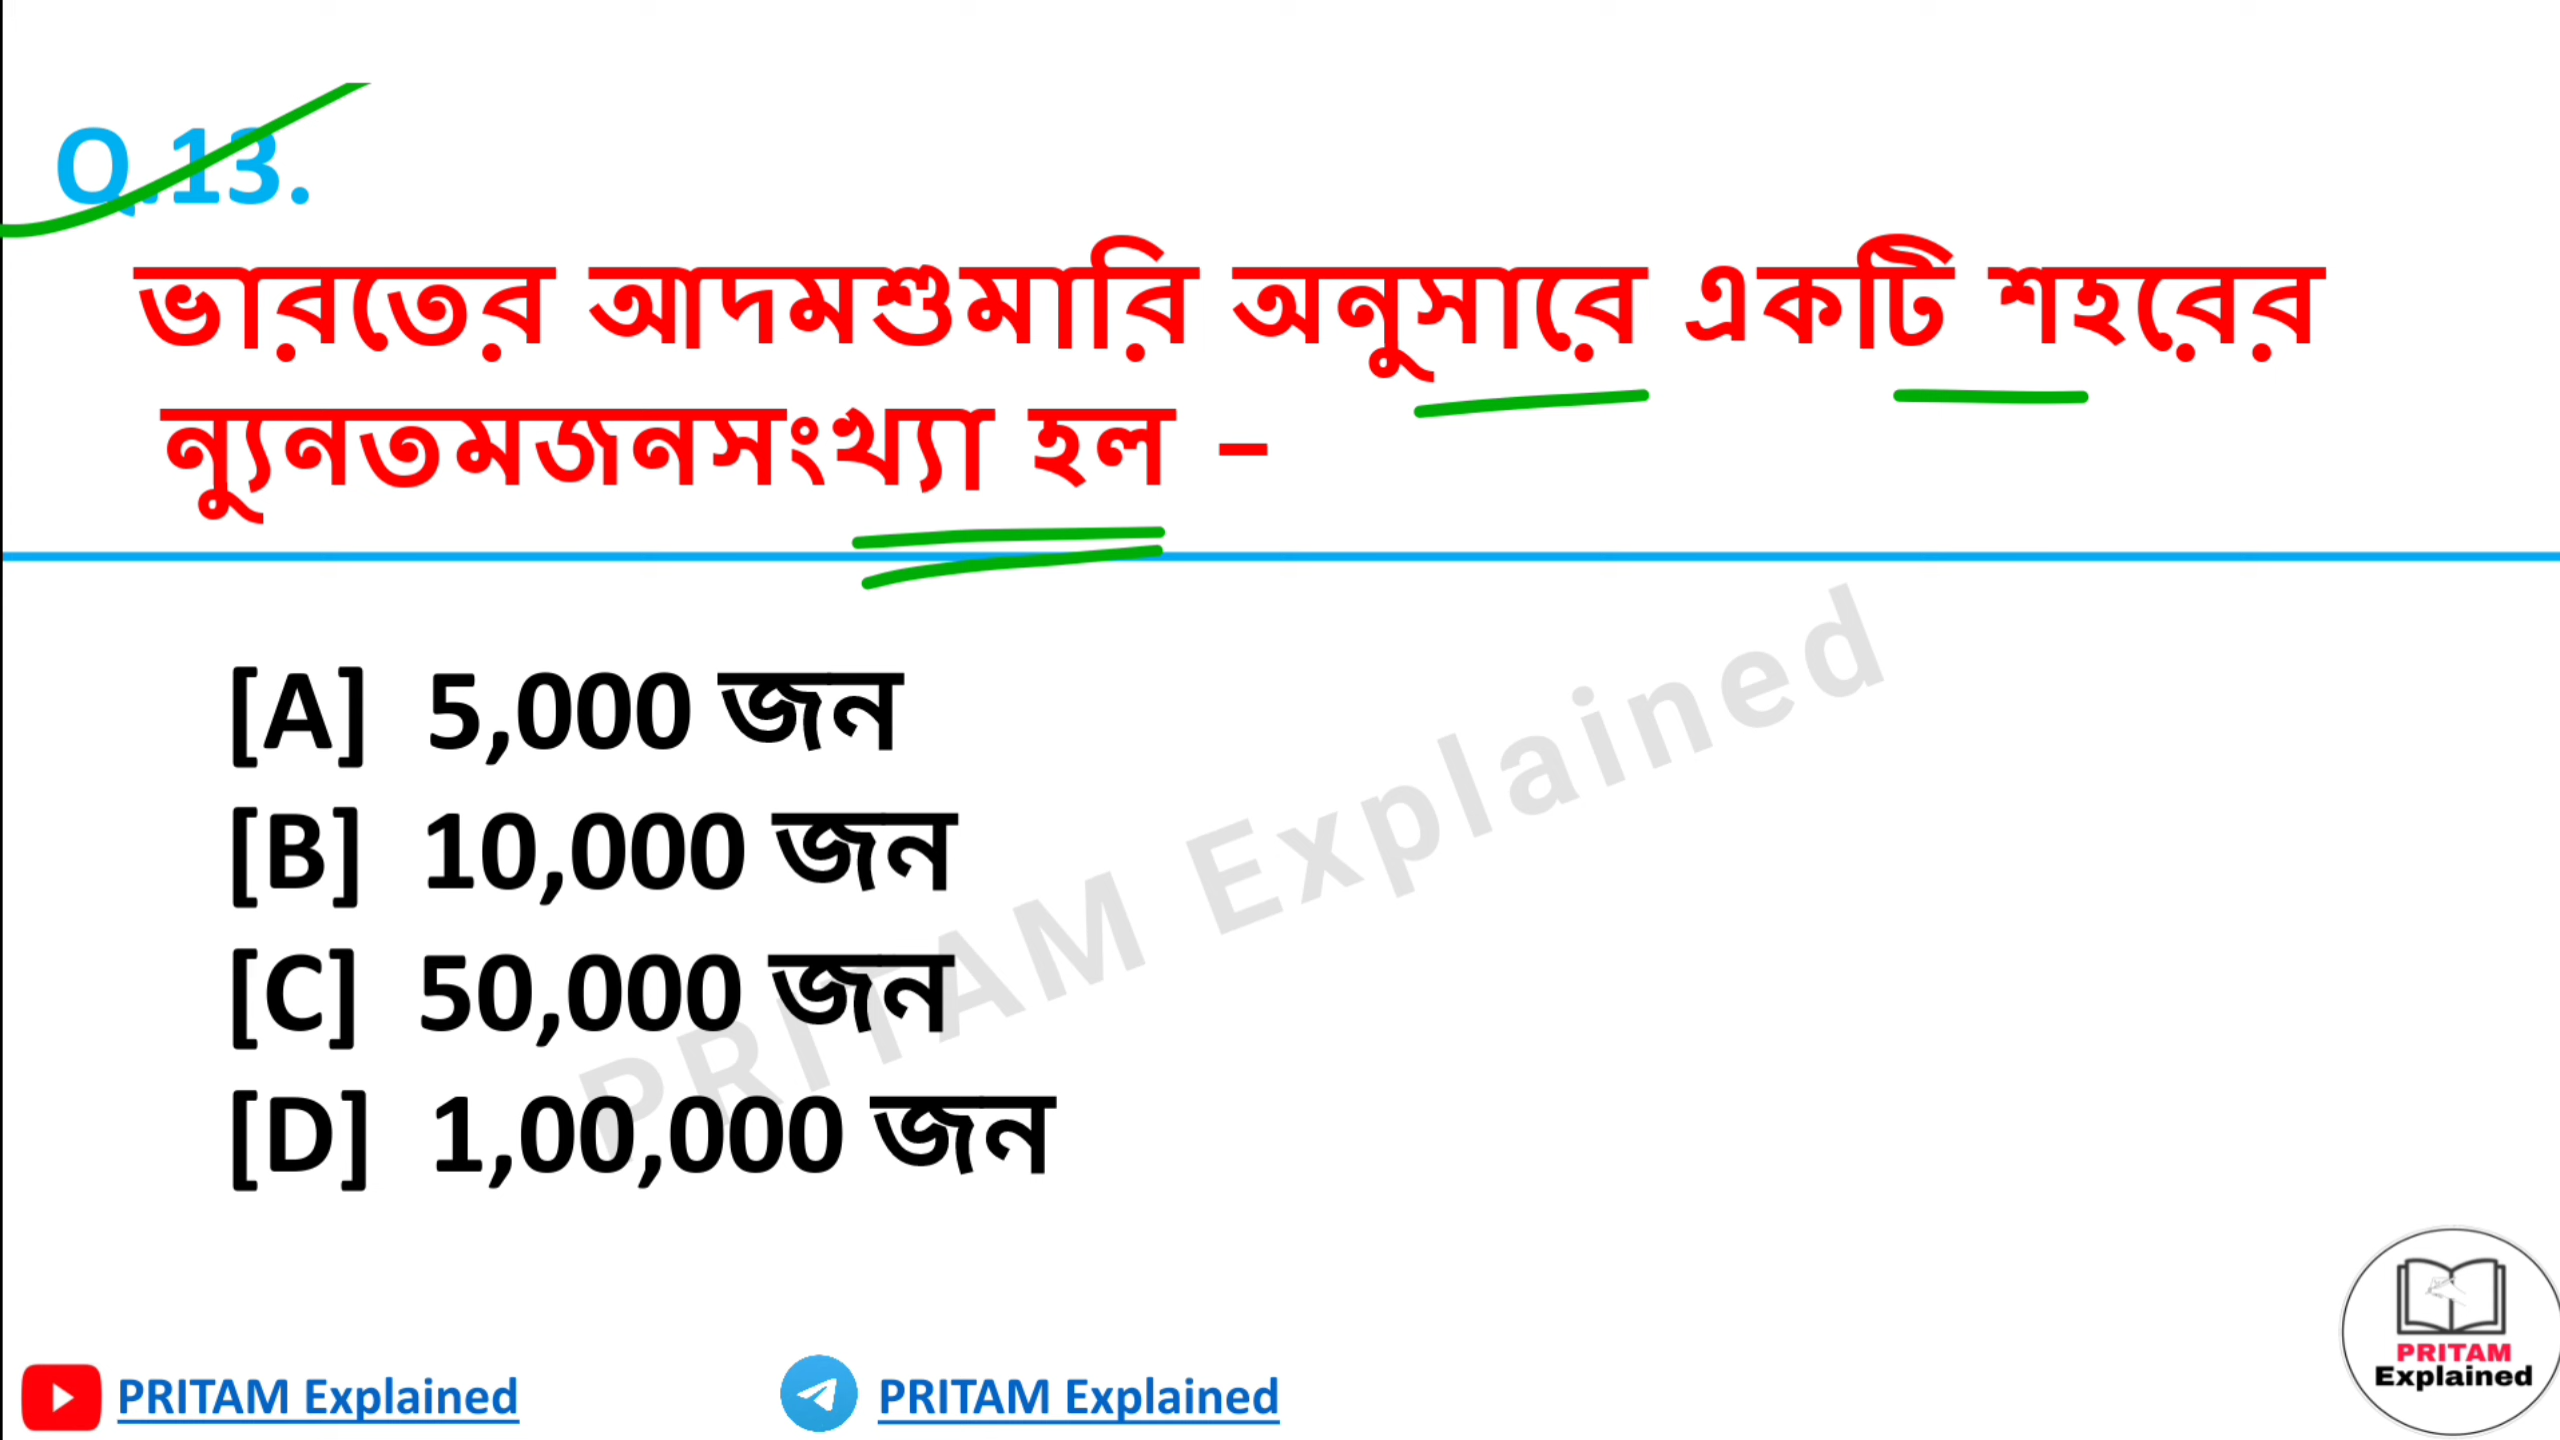 Q.13.
ভারতের আদমশুমারি অনুসারে একটি শহরের
ন্যুনতমজনসংখ্যা হল –
[A] 5,000 জন
[B] 10,000 জন
[C] 50,000 জন
[D] 1,00,000 জন
PRITAM Explained
PRITAM Explained
PRITAM Explained
PRITAM
Explained